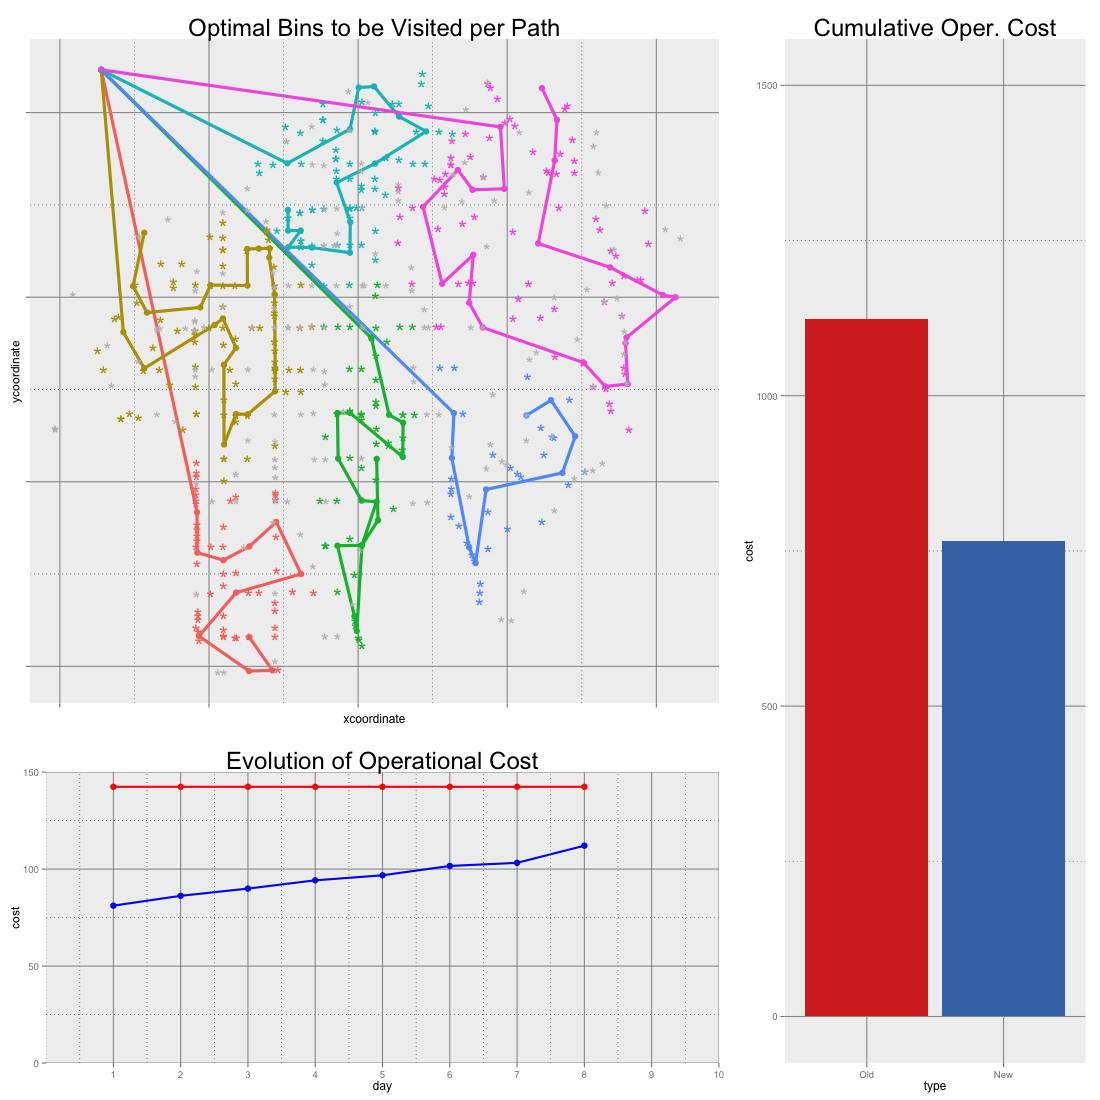 Optimal Bins to be Visited per Path
ycoordinate
xcoordinate
Cumulative Oper. Cost
1500
1000
500
0
cost
Old New
type
Evolution of Operational Cost
150
100
50
0
cost
1 2 3 4 5 6 7 8 9 10
day